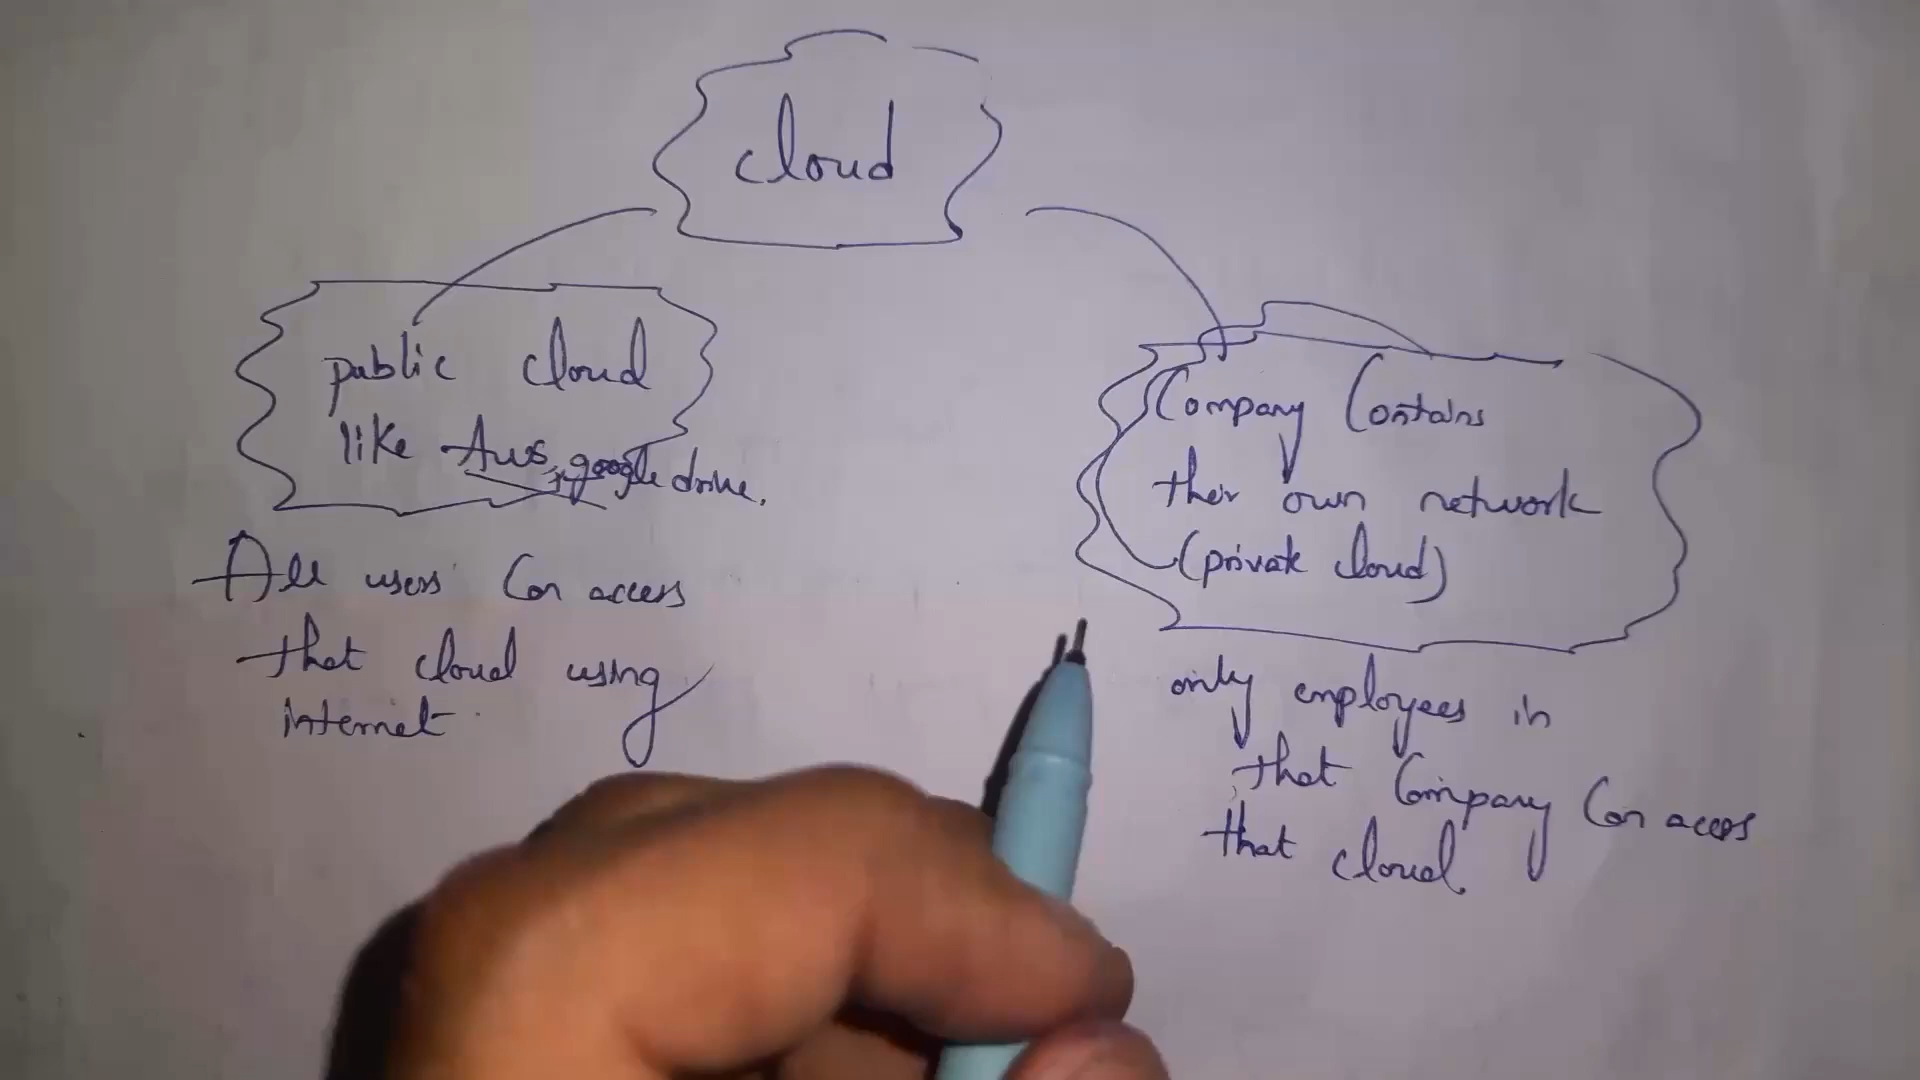 cloud
public cloud
like Aws, google drive.
All users Can access
that cloud using
internet
Company Contains
their own network
(private cloud)
only employees in
that Company Can access
that cloud